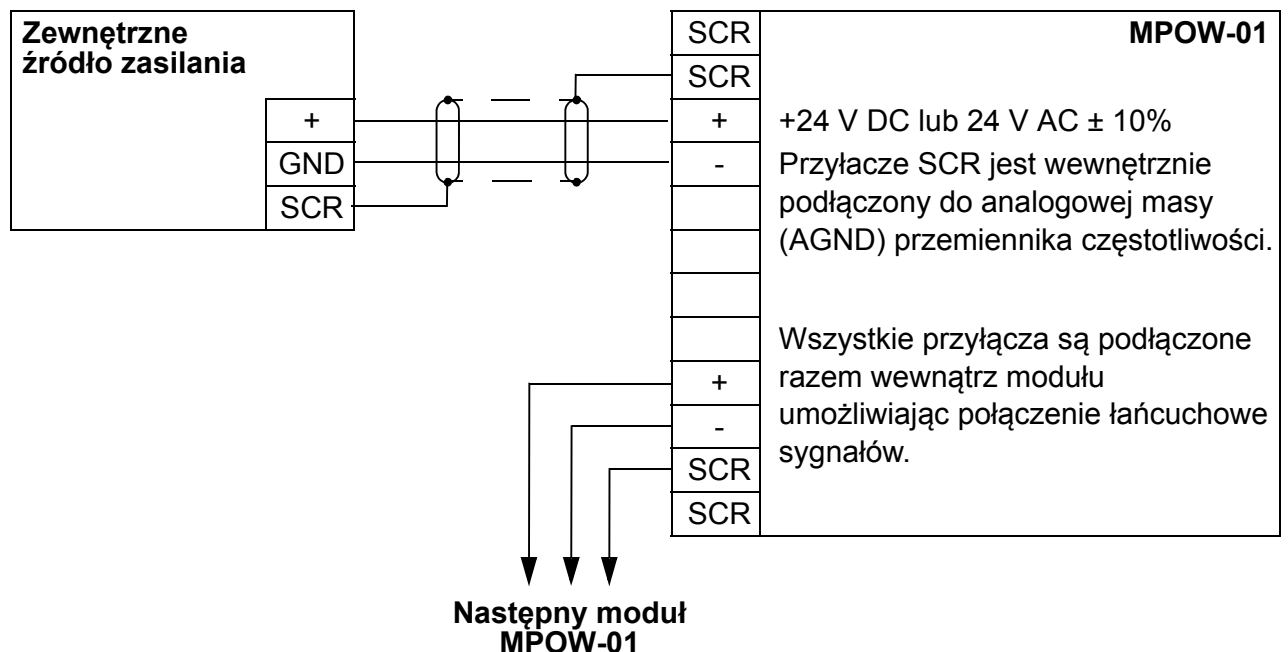 Zewnętrzne
źródło zasilania
+
GND
SCR
MPOW-01
SCR
SCR
+
-
+
-
SCR
SCR
+24 V DC lub 24 V AC ± 10%
Przyłacze SCR jest wewnętrznie
podłączony do analogowej masy
(AGND) przemiennika częstotliwości.
Wszystkie przyłącza są podłączone
razem wewnątrz modułu
umożliwiając połączenie łańcuchowe
sygnałów.
Następny moduł
MPOW-01